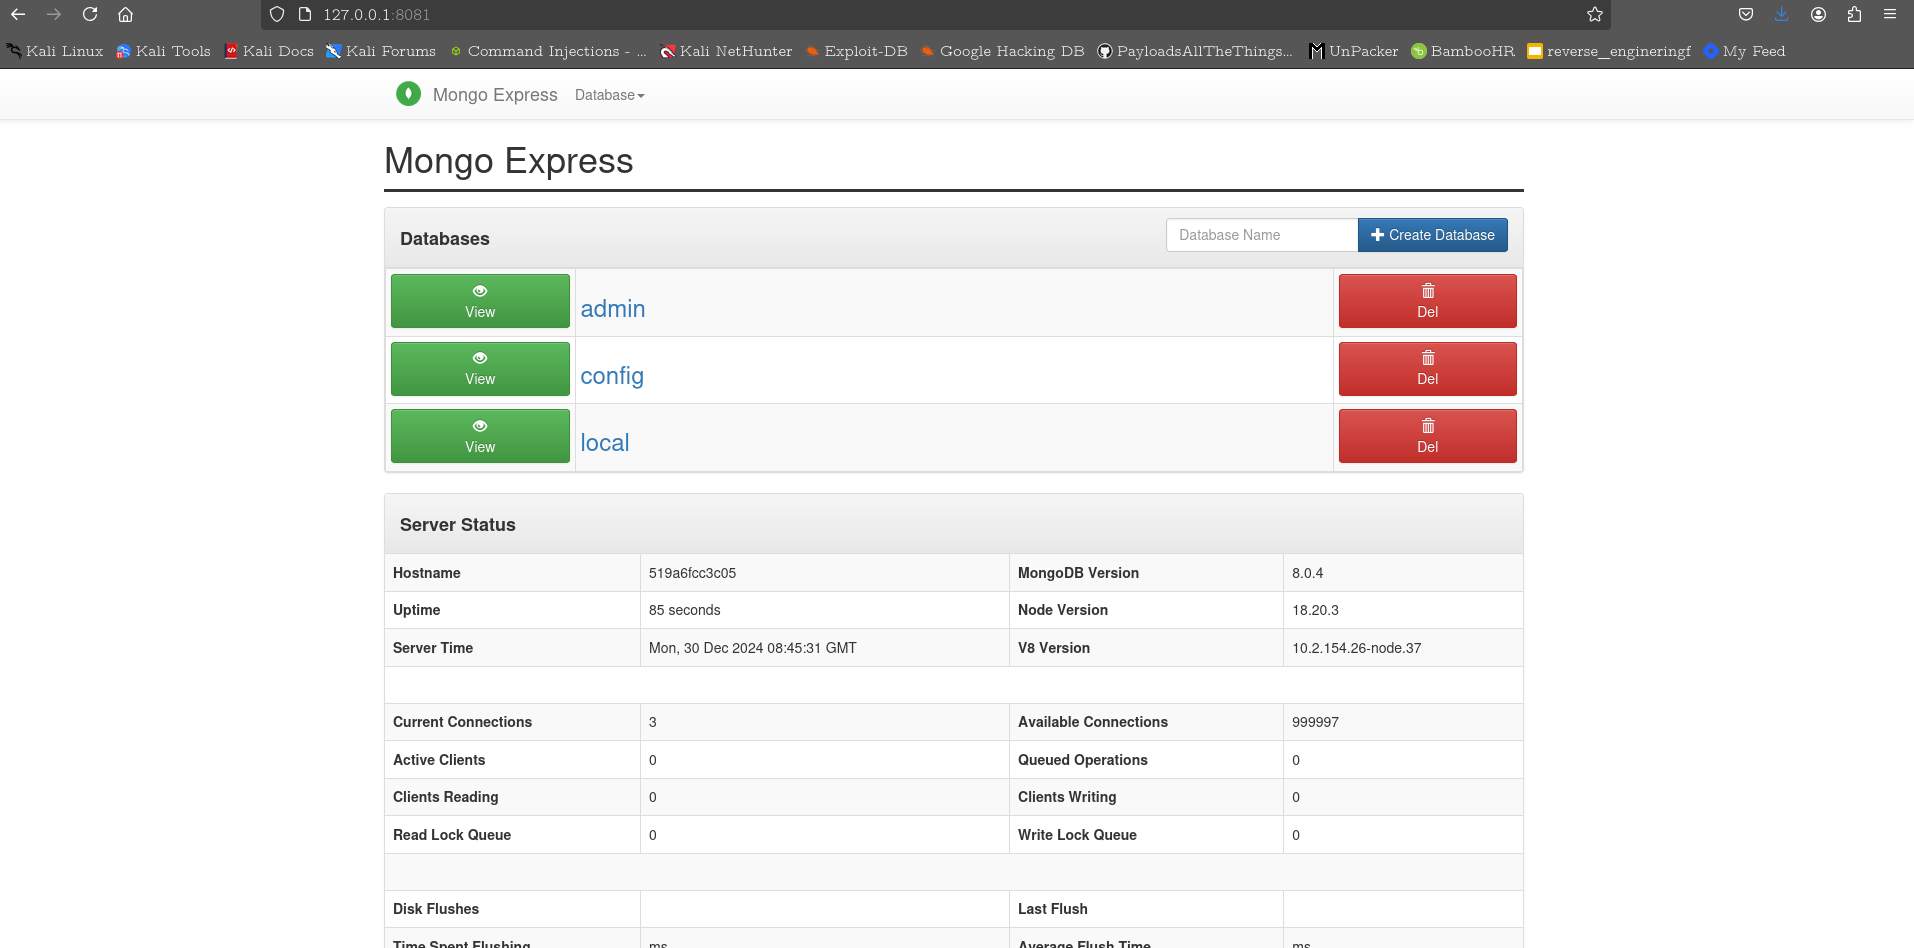 127.0.0.1:8081
Kali Linux Kali Tools Kali Docs Kali Forums Command Injections - ... Kali NetHunter Exploit-DB Google Hacking DB PayloadsAllTheThings... UnPacker BambooHR reverse_engineringf My Feed
Mongo Express Database
Mongo Express
Databases Database Name Create Database
View admin Del
View config Del
View local Del
Server Status
Hostname 519a6fcc3c05 MongoDB Version 8.0.4
Uptime 85 seconds Node Version 18.20.3
Server Time Mon, 30 Dec 2024 08:45:31 GMT V8 Version 10.2.154.26-node.37
Current Connections 3 Available Connections 999997
Active Clients 0 Queued Operations 0
Clients Reading 0 Clients Writing 0
Read Lock Queue 0 Write Lock Queue 0
Disk Flushes Last Flush
Time Spent Flushing ms Average Flush Time ms